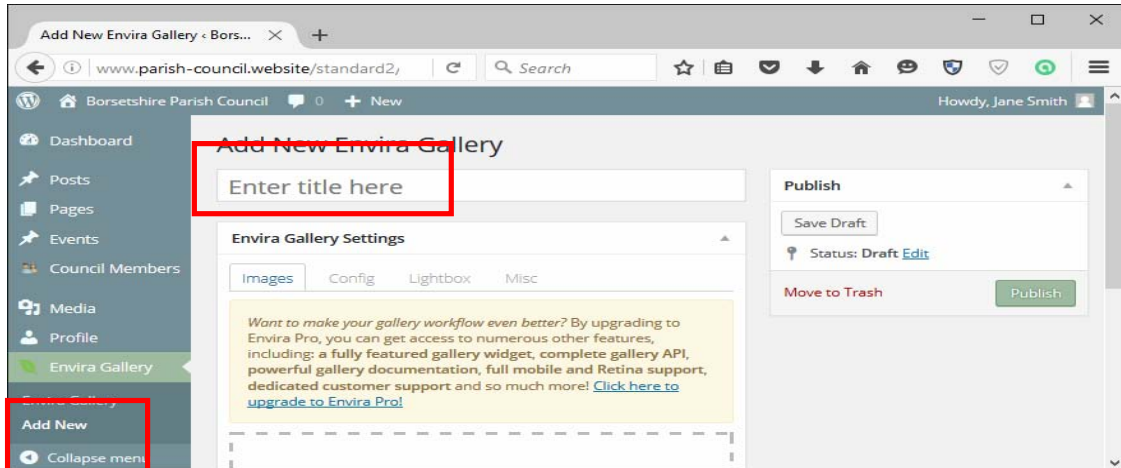 Add New Envira Gallery ‹ Bors...
www.parish-council.website/standard2/
Search
Borsetshire Parish Council 0 + New
Howdy, Jane Smith
Dashboard
Posts
Pages
Events
Council Members
Media
Profile
Envira Gallery
Envira Gallery
Add New
Collapse menu
Add New Envira Gallery
Enter title here
Envira Gallery Settings
Images Config Lightbox Misc
Want to make your gallery workflow even better? By upgrading to
Envira Pro, you can get access to numerous other features,
including: a fully featured gallery widget, complete gallery API,
powerful gallery documentation, full mobile and Retina support,
dedicated customer support and so much more! Click here to
upgrade to Envira Pro!
Publish
Save Draft
Status: Draft Edit
Move to Trash
Publish